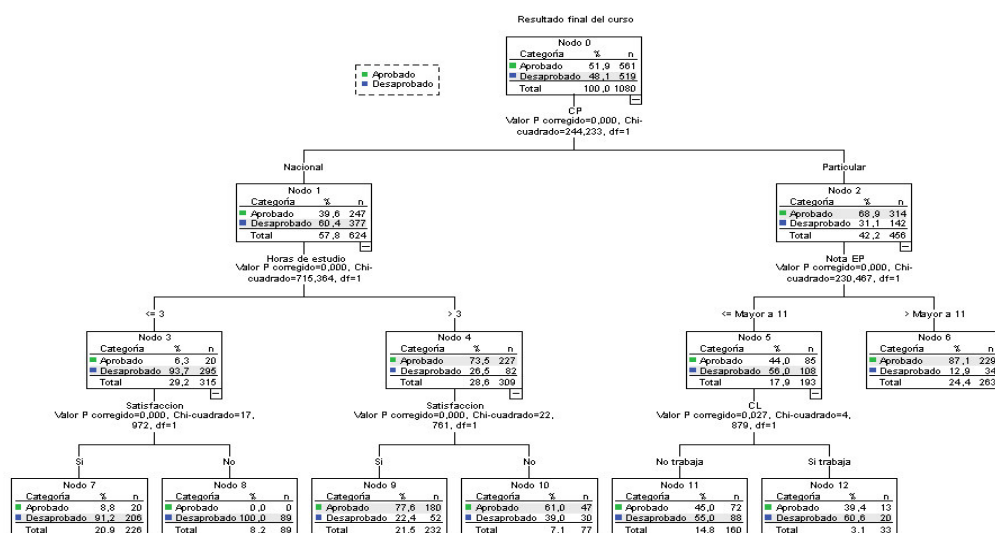 Resultado final del curso
Aprobado
Desaprobado
Nodo 0
Categoría % n
Aprobado 51,9 561
Desaprobado 48,1 519
Total 100,0 1080
CP
Valor P corregido=0,000, Chi-
cuadrado=244,233, df=1
Nacional
Particular
Nodo 1
Categoría % n
Aprobado 39,6 247
Desaprobado 60,4 377
Total 57,8 624
Nodo 2
Categoría % n
Aprobado 68,9 314
Desaprobado 31,1 142
Total 42,2 456
Horas de estudio
Valor P corregido=0,000, Chi-
cuadrado=715,364, df=1
Nota EP
Valor P corregido=0,000, Chi-
cuadrado=230,467, df=1
<= 3
> 3
<= Mayor a 11
> Mayor a 11
Nodo 3
Categoría % n
Aprobado 6,3 20
Desaprobado 93,7 295
Total 29,2 315
Nodo 4
Categoría % n
Aprobado 73,5 227
Desaprobado 26,5 82
Total 28,6 309
Nodo 5
Categoría % n
Aprobado 44,0 85
Desaprobado 56,0 108
Total 17,9 193
Nodo 6
Categoría % n
Aprobado 87,1 229
Desaprobado 12,9 34
Total 24,4 263
Satisfaccion
Valor P corregido=0,000, Chi-cuadrado=17,
972, df=1
Satisfaccion
Valor P corregido=0,000, Chi-cuadrado=22,
761, df=1
CL
Valor P corregido=0,027, Chi-cuadrado=4,
879, df=1
Si
No
Si
No
No trabaja
Si trabaja
Nodo 7
Categoría % n
Aprobado 8,8 20
Desaprobado 91,2 206
Total 20,9 226
Nodo 8
Categoría % n
Aprobado 0,0 0
Desaprobado 100,0 89
Total 8,2 89
Nodo 9
Categoría % n
Aprobado 77,6 180
Desaprobado 22,4 52
Total 21,5 232
Nodo 10
Categoría % n
Aprobado 61,0 47
Desaprobado 39,0 30
Total 7,1 77
Nodo 11
Categoría % n
Aprobado 45,0 72
Desaprobado 55,0 88
Total 14,8 160
Nodo 12
Categoría % n
Aprobado 39,4 13
Desaprobado 60,6 20
Total 3,1 33